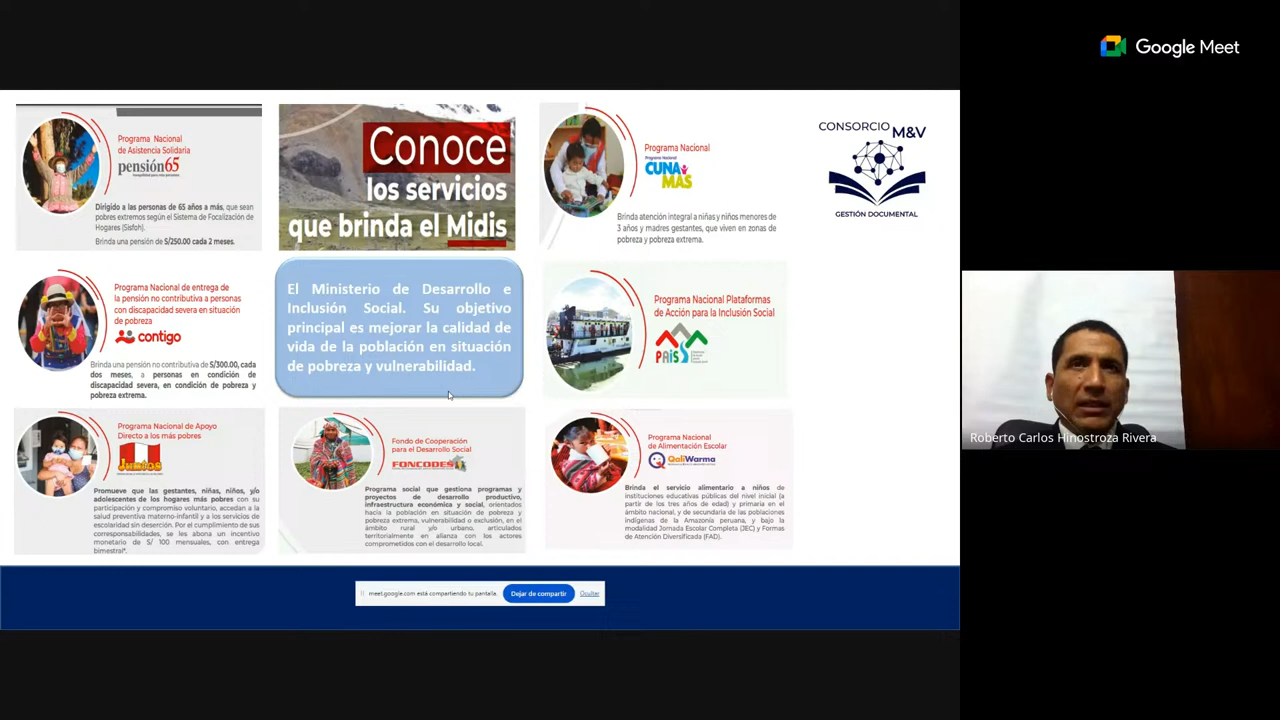 Google Meet
Programa Nacional
de Asistencia Solidaria
pensión65
Dirigido a las personas de 65 años a más, que sean
pobres extremos según el Sistema de Focalización de
Hogares (Sisfoh).
Brinda una pensión de S/250.00 cada 2 meses.
Conoce
los servicios
que brinda el Midis
Programa Nacional
Programa Nacional
CUNA
MAS
Brinda atención integral a niñas y niños menores de
3 años y madres gestantes, que viven en zonas de
pobreza y pobreza extrema.
CONSORCIO M&V
GESTIÓN DOCUMENTAL
Programa Nacional de entrega de
la pensión no contributiva a personas
con discapacidad severa en situación
de pobreza
contigo
Brinda una pensión no contributiva de S/300.00, cada
dos meses, a personas en condición de
discapacidad severa, en condición de pobreza y
pobreza extrema.
El Ministerio de Desarrollo e
Inclusión Social. Su objetivo
principal es mejorar la calidad de
vida de la población en situación
de pobreza y vulnerabilidad.
Programa Nacional Plataformas
de Acción para la Inclusión Social
PAIS
Programa Nacional de Apoyo
Directo a los más pobres
Juntos
Promueve que las gestantes, niñas, niños, y/o
adolescentes de los hogares más pobres con su
participación y compromiso voluntario, accedan a la
salud preventiva materno-infantil y a los servicios de
escolaridad sin deserción. Por el cumplimiento de sus
corresponsabilidades, se les abona un incentivo
monetario de S/ 100 mensuales, con entrega
bimestral*.
Fondo de Cooperación
para el Desarrollo Social
FONCODES
Programa social que gestiona programas y
proyectos de desarrollo productivo,
infraestructura económica y social, orientados
hacia la población en situación de pobreza y
pobreza extrema, vulnerabilidad o exclusión, en el
ámbito rural y/o urbano, articulados
territorialmente en alianza con los actores
comprometidos con el desarrollo local.
Programa Nacional
de Alimentación Escolar
QaliWarma
Brinda el servicio alimentario a niños de
instituciones educativas públicas del nivel inicial (a
partir de los tres años de edad) y primaria en el
ámbito nacional, y de secundaria de las poblaciones
indígenas de la Amazonía peruana, y bajo la
modalidad Jornada Escolar Completa (JEC) y Formas
de Atención Diversificada (FAD).
Roberto Carlos Hinostroza Rivera
meet.google.com está compartiendo tu pantalla.
Dejar de compartir
Ocultar